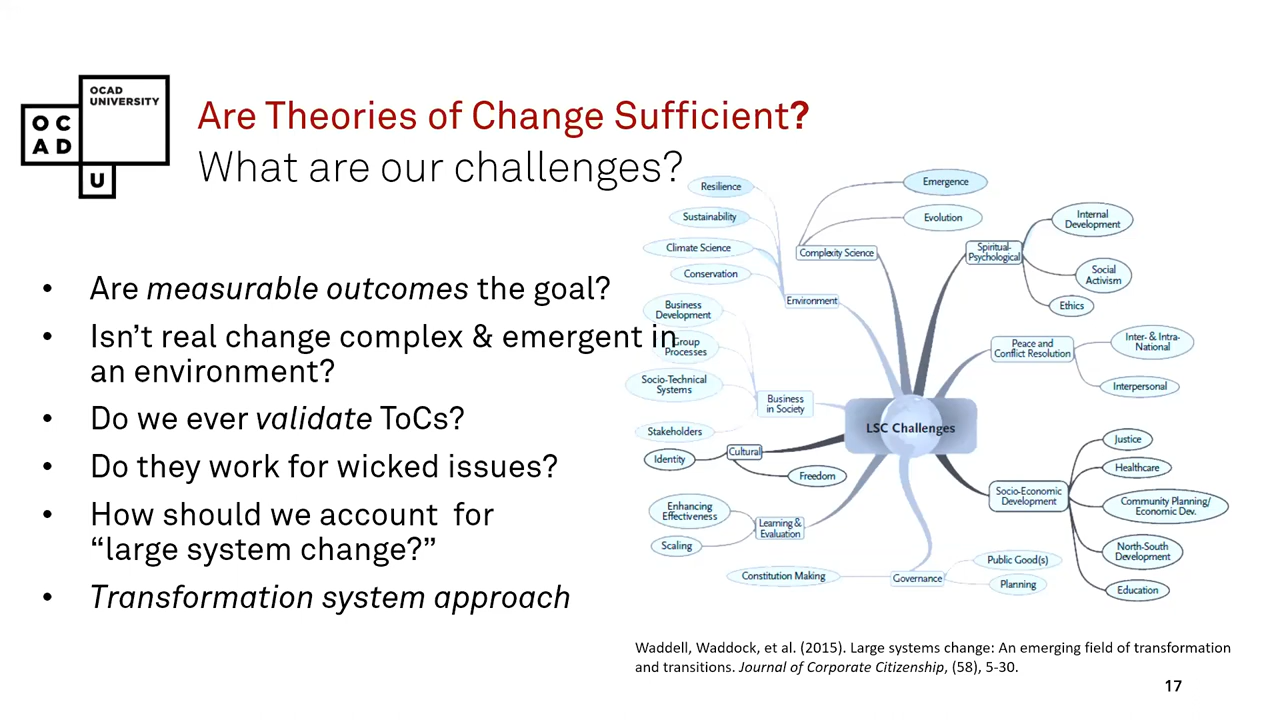 OCAD
UNIVERSITY
O C
A D
U
Are Theories of Change Sufficient?
What are our challenges?
• Are measurable outcomes the goal?
• Isn’t real change complex & emergent in
an environment?
• Do we ever validate ToCs?
• Do they work for wicked issues?
• How should we account for
“large system change?”
• Transformation system approach
Resilience
Sustainability
Climate Science
Conservation
Environment
Business
Development
Group
Processes
Socio-Technical
Systems
Stakeholders
Business
in Society
Identity
Cultural
Freedom
Enhancing
Effectiveness
Scaling
Learning &
Evaluation
Constitution Making
Governance
Public Good(s)
Planning
Complexity Science
Emergence
Evolution
Spiritual-
Psychological
Internal
Development
Social
Activism
Ethics
Peace and
Conflict Resolution
Inter- & Intra-
National
Interpersonal
LSC Challenges
Socio-Economic
Development
Justice
Healthcare
Community Planning/
Economic Dev.
North-South
Development
Education
Waddell, Waddock, et al. (2015). Large systems change: An emerging field of transformation
and transitions. Journal of Corporate Citizenship, (58), 5-30.
17